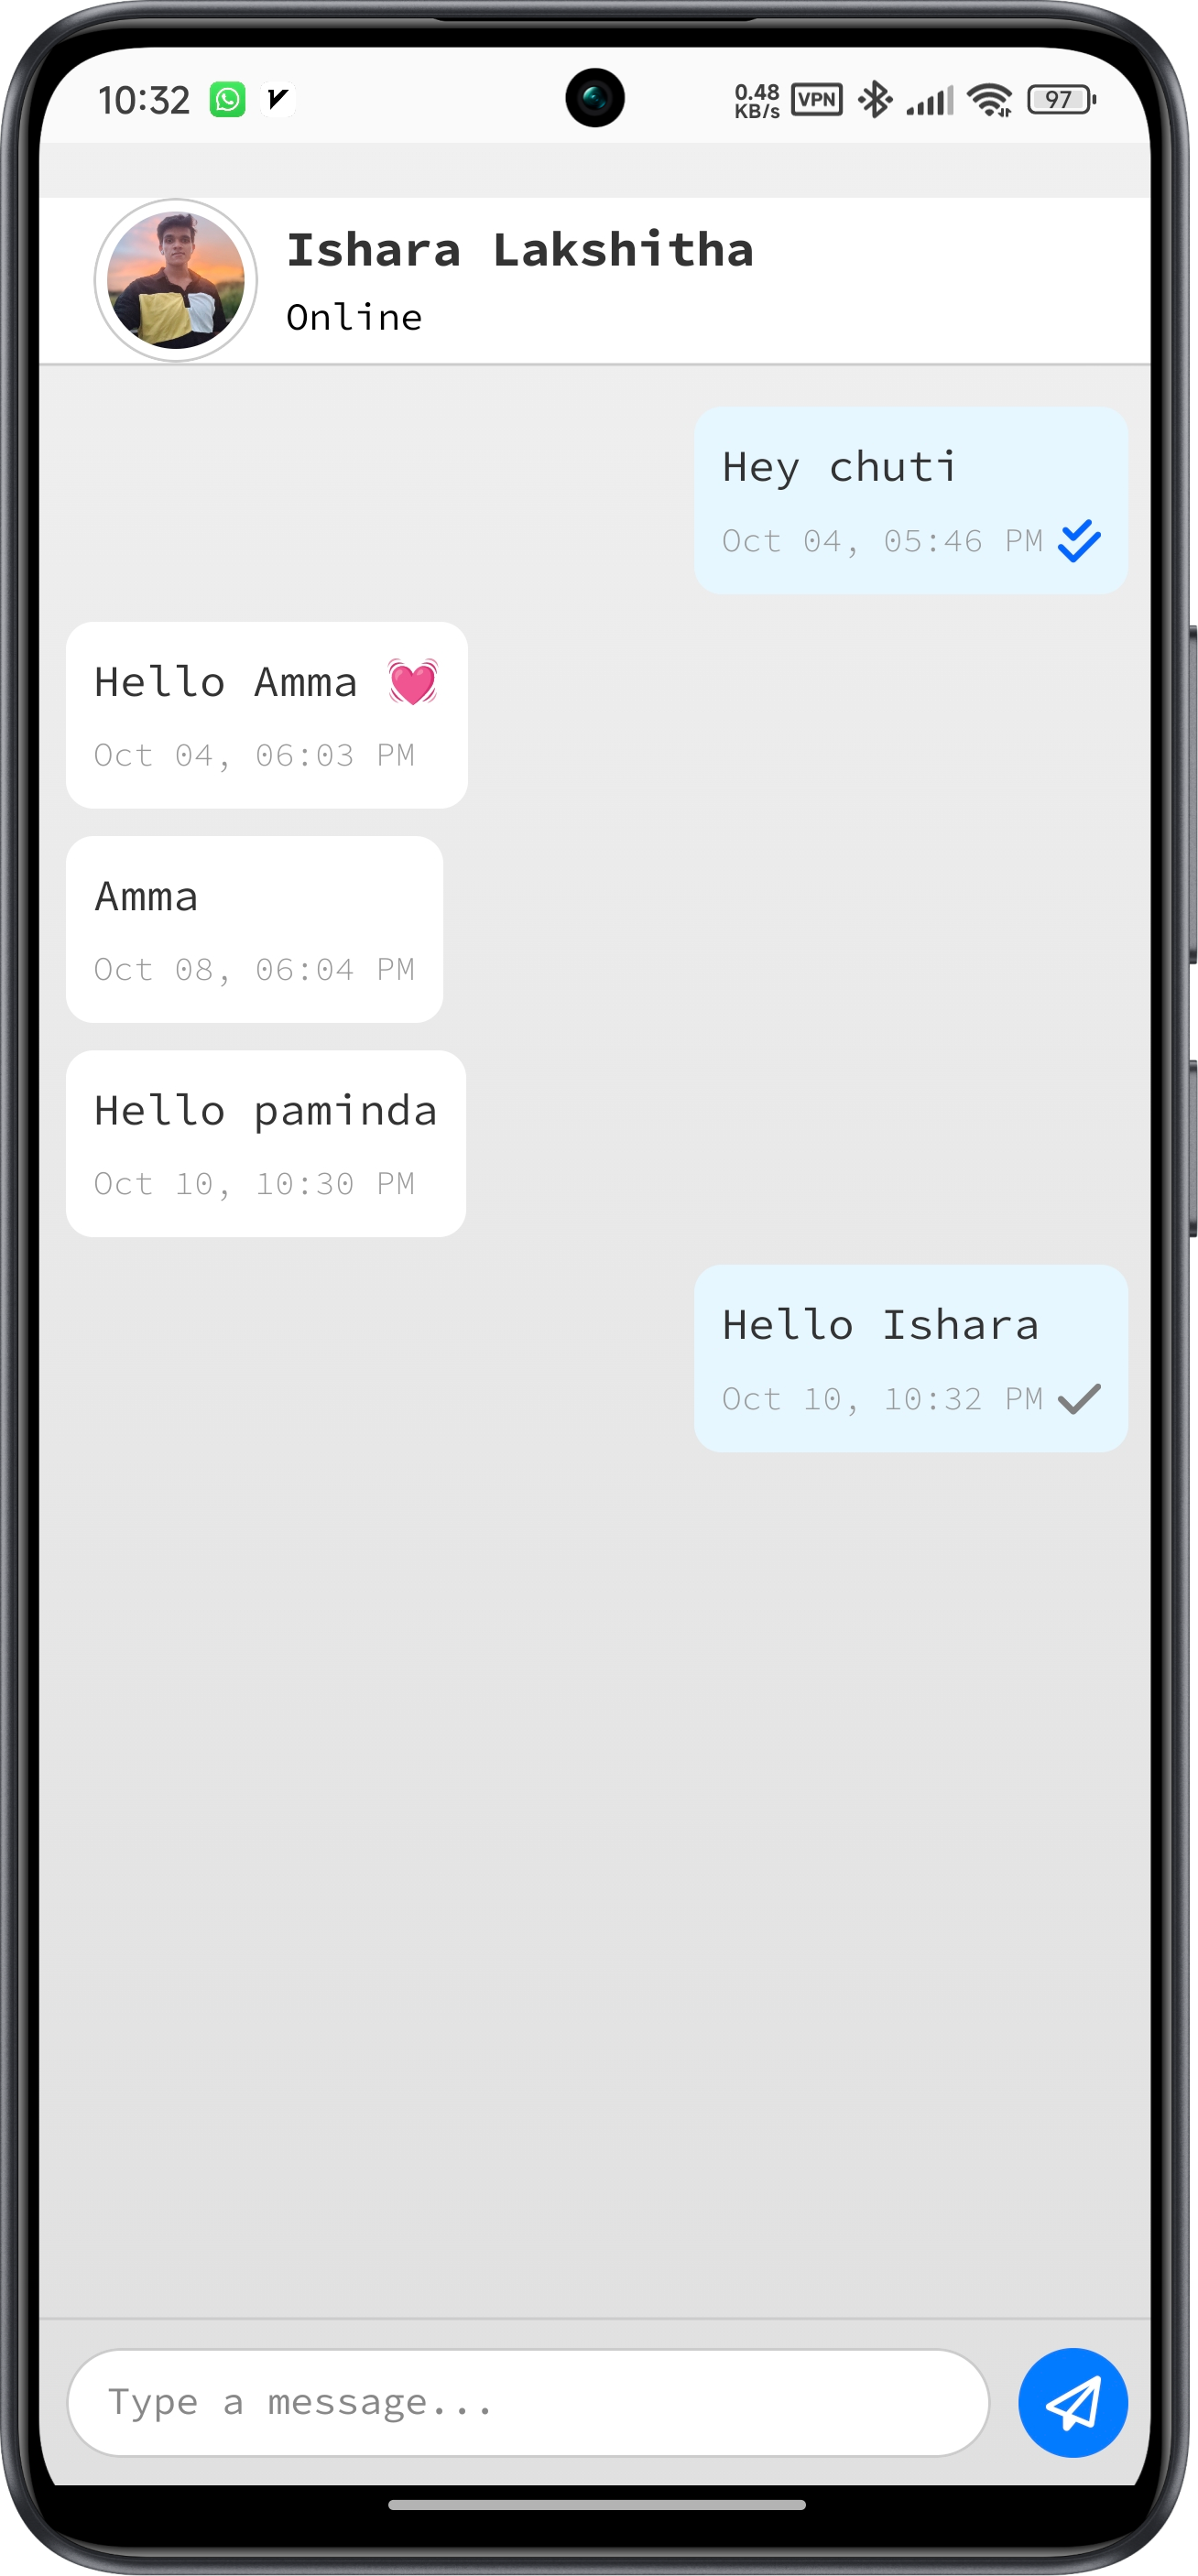 10:32
0.48
KB/s
VPN
97
Ishara Lakshitha
Online
Hey chuti
Oct 04, 05:46 PM
Hello Amma 💓
Oct 04, 06:03 PM
Amma
Oct 08, 06:04 PM
Hello paminda
Oct 10, 10:30 PM
Hello Ishara
Oct 10, 10:32 PM
Type a message...